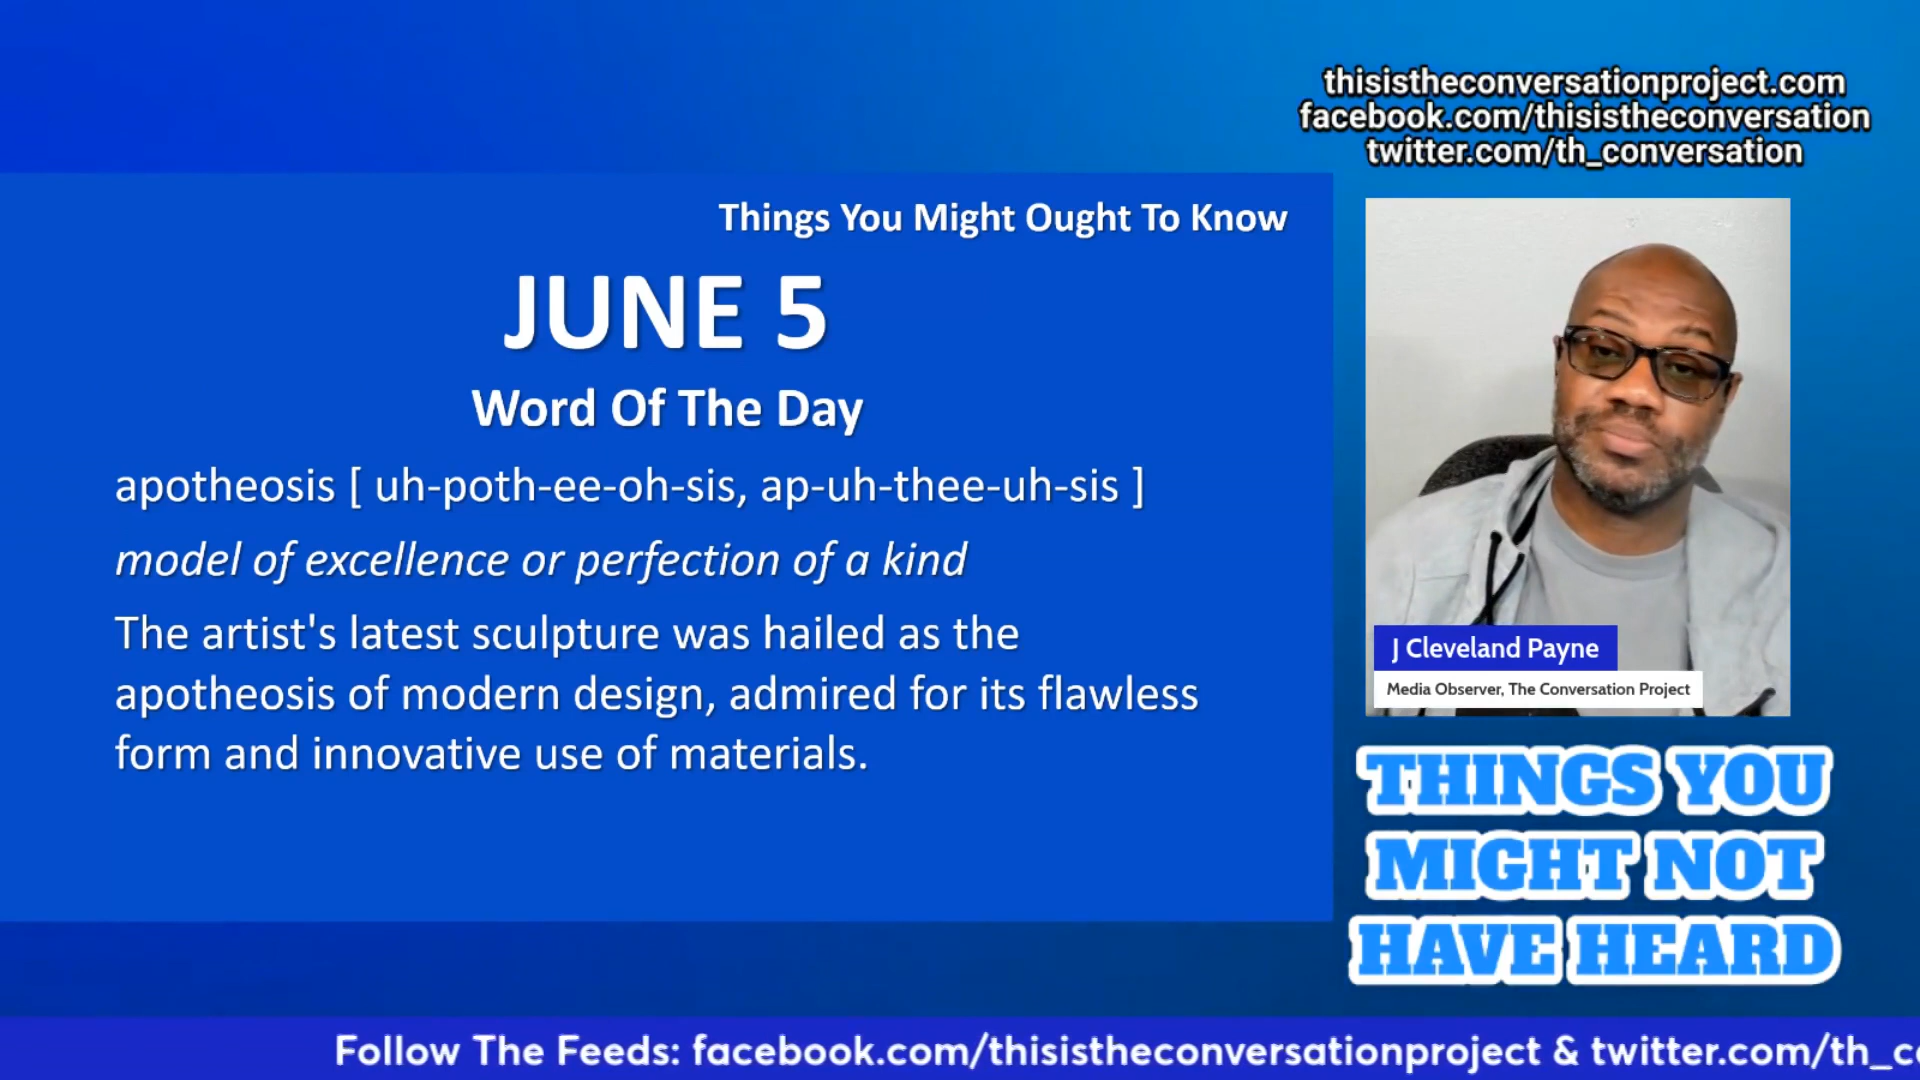 thisistheconversationproject.com
facebook.com/thisistheconversation
twitter.com/th_conversation
Things You Might Ought To Know
JUNE 5
Word Of The Day
apotheosis [ uh-poth-ee-oh-sis, ap-uh-thee-uh-sis ]
model of excellence or perfection of a kind
The artist's latest sculpture was hailed as the
apotheosis of modern design, admired for its flawless
form and innovative use of materials.
J Cleveland Payne
Media Observer, The Conversation Project
THINGS YOU
MIGHT NOT
HAVE HEARD
Follow The Feeds: facebook.com/thisistheconversationproject & twitter.com/th_c